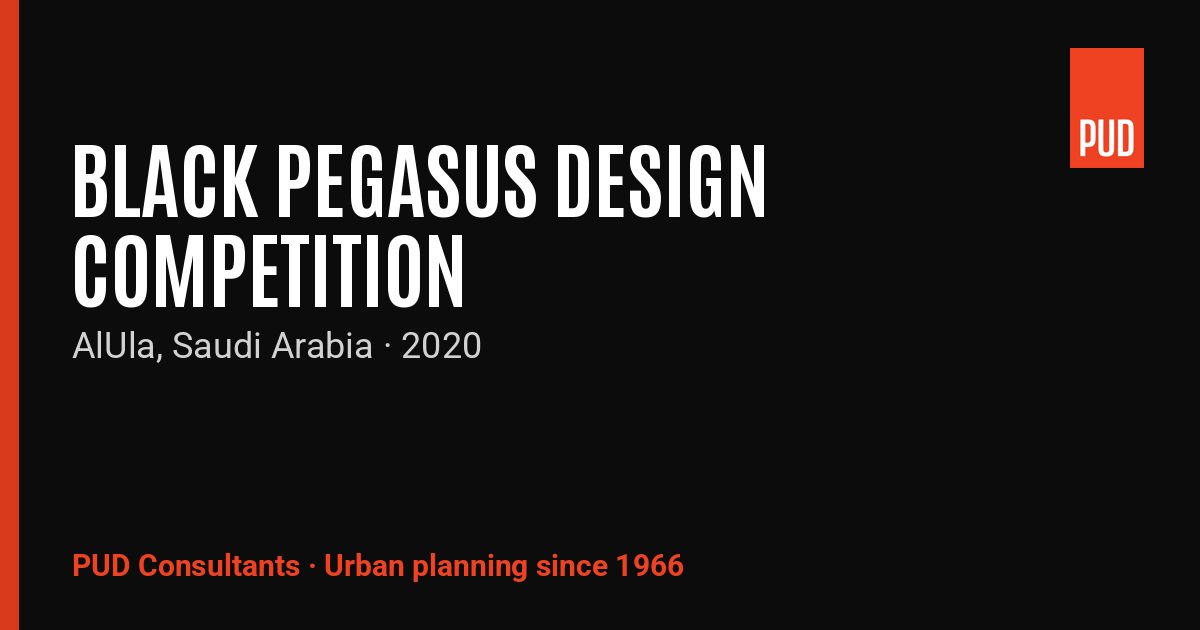 PUD
BLACK PEGASUS DESIGN
COMPETITION
AlUla, Saudi Arabia · 2020
PUD Consultants · Urban planning since 1966